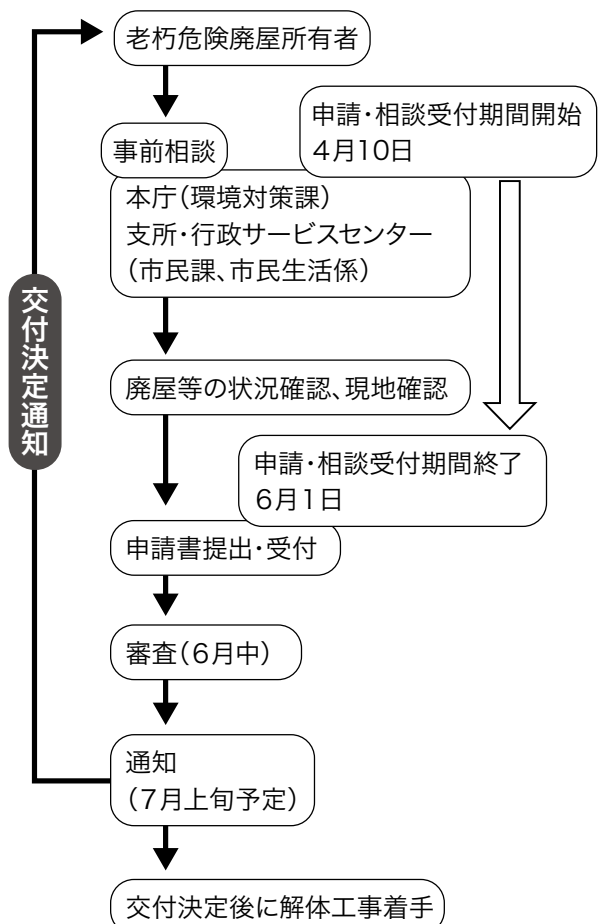 老朽危険廃屋所有者
申請・相談受付期間開始
4月10日
事前相談
本庁(環境対策課)
支所・行政サービスセンター
(市民課、市民生活係)
交付決定通知
廃屋等の状況確認、現地確認
申請・相談受付期間終了
6月1日
申請書提出・受付
審査(6月中)
通知
(7月上旬予定)
交付決定後に解体工事着手